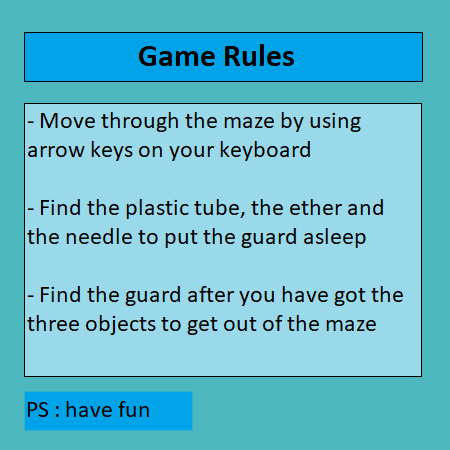 Game Rules
- Move through the maze by using
arrow keys on your keyboard
- Find the plastic tube, the ether and
the needle to put the guard asleep
- Find the guard after you have got the
three objects to get out of the maze
PS : have fun